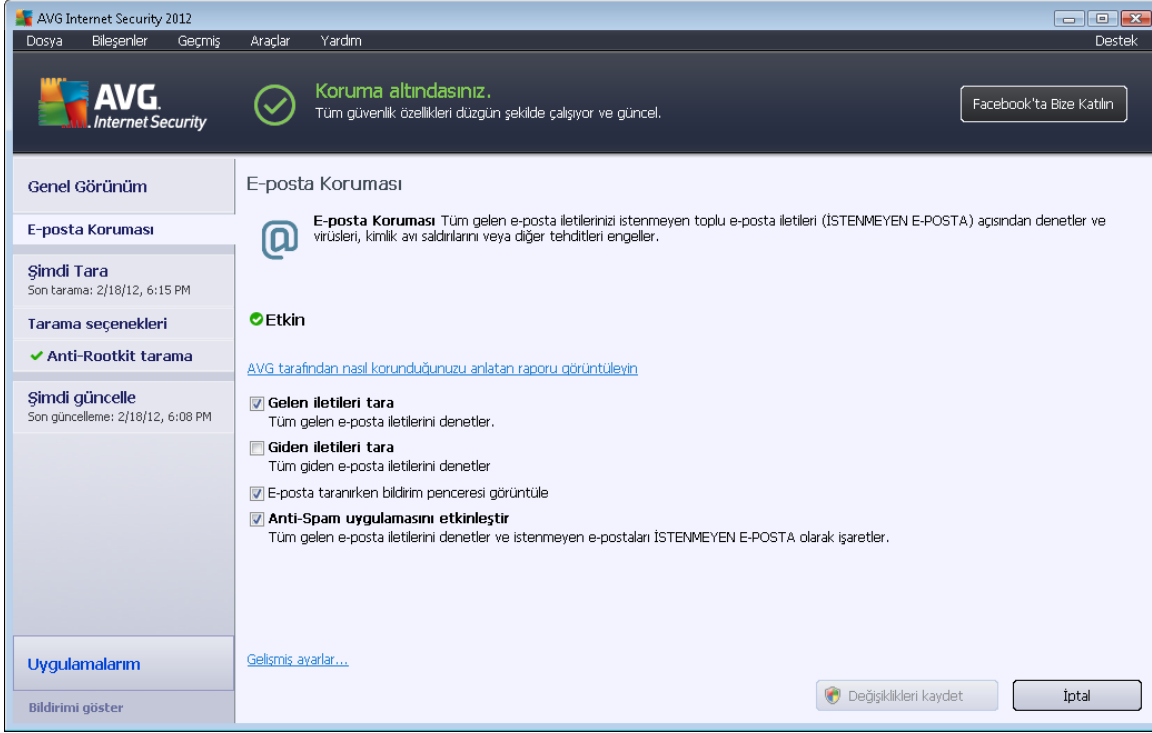 AVG Internet Security 2012
Dosya Bileşenler Geçmiş Araçlar Yardım Destek
AVG.
Internet Security
Koruma altındasınız.
Tüm güvenlik özellikleri düzgün şekilde çalışıyor ve güncel.
Facebook'ta Bize Katılın
Genel Görünüm
E-posta Koruması
Şimdi Tara
Son tarama: 2/18/12, 6:15 PM
Tarama seçenekleri
Anti-Rootkit tarama
Şimdi güncelle
Son güncelleme: 2/18/12, 6:08 PM
Uygulamalarım
Bildirimi göster
E-posta Koruması
E-posta Koruması Tüm gelen e-posta iletilerinizi istenmeyen toplu e-posta iletileri (İSTENMEYEN E-POSTA) açısından denetler ve
virüsleri, kimlik avı saldırılarını veya diğer tehditleri engeller.
Etkin
AVG tarafından nasıl korunduğunuzu anlatan raporu görüntüleyin
Gelen iletileri tara
Tüm gelen e-posta iletilerini denetler.
Giden iletileri tara
Tüm giden e-posta iletilerini denetler
E-posta taranırken bildirim penceresi görüntüle
Anti-Spam uygulamasını etkinleştir
Tüm gelen e-posta iletilerini denetler ve istenmeyen e-postaları İSTENMEYEN E-POSTA olarak işaretler.
Gelişmiş ayarlar...
Değişiklikleri kaydet
İptal